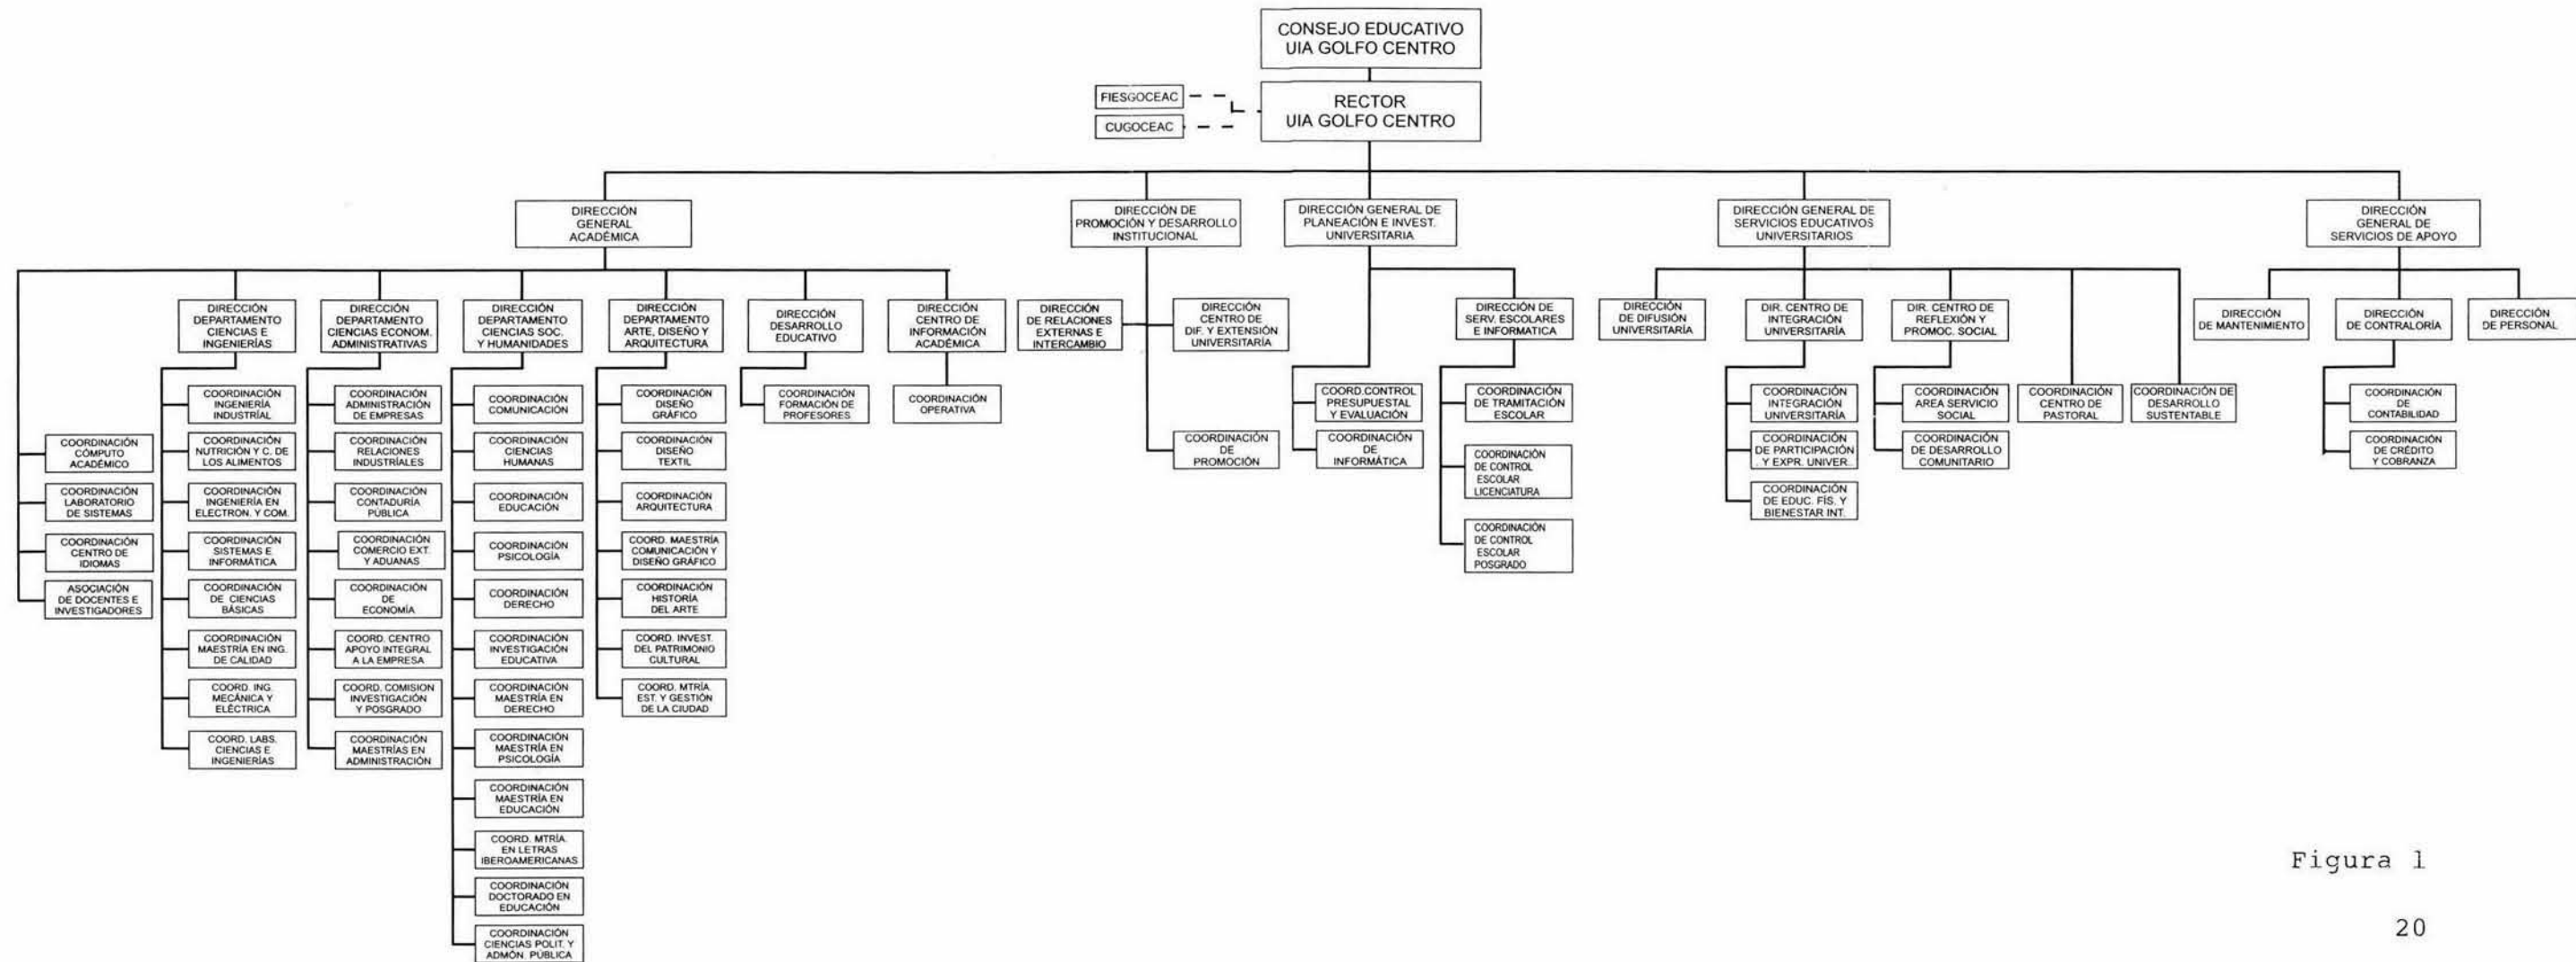 CONSEJO EDUCATIVO
UIA GOLFO CENTRO
FIESGOCEAC
CUGOCEAC
RECTOR
UIA GOLFO CENTRO
DIRECCIÓN
GENERAL
ACADÉMICA
DIRECCIÓN DE
PROMOCIÓN Y DESARROLLO
INSTITUCIONAL
DIRECCIÓN GENERAL DE
PLANEACIÓN E INVEST.
UNIVERSITARIA
DIRECCIÓN GENERAL DE
SERVICIOS EDUCATIVOS
UNIVERSITARIOS
DIRECCIÓN
GENERAL DE
SERVICIOS DE APOYO
DIRECCIÓN
DEPARTAMENTO
CIENCIAS E
INGENIERÍAS
DIRECCIÓN
DEPARTAMENTO
CIENCIAS ECONOM.
ADMINISTRATIVAS
DIRECCIÓN
DEPARTAMENTO
CIENCIAS SOC.
Y HUMANIDADES
DIRECCIÓN
DEPARTAMENTO
ARTE, DISEÑO Y
ARQUITECTURA
DIRECCIÓN
DESARROLLO
EDUCATIVO
DIRECCIÓN
CENTRO DE
INFORMACIÓN
ACADÉMICA
DIRECCIÓN
DE RELACIONES
EXTERNAS E
INTERCAMBIO
DIRECCIÓN
CENTRO DE
DIF. Y EXTENSIÓN
UNIVERSITARÍA
DIRECCIÓN DE
SERV. ESCOLARES
E INFORMATICA
DIRECCIÓN
DE DIFUSIÓN
UNIVERSITARÍA
DIR. CENTRO DE
INTEGRACIÓN
UNIVERSITARÍA
DIR. CENTRO DE
REFLEXIÓN Y
PROMOC. SOCIAL
DIRECCIÓN
DE MANTENIMIENTO
DIRECCIÓN
DE CONTRALORÍA
DIRECCIÓN
DE PERSONAL
COORDINACIÓN
CÓMPUTO
ACADÉMICO
COORDINACIÓN
LABORATORIO
DE SISTEMAS
COORDINACIÓN
CENTRO DE
IDIOMAS
ASOCIACIÓN
DE DOCENTES E
INVESTIGADORES
COORDINACIÓN
INGENIERÍA
INDUSTRÍAL
COORDINACIÓN
NUTRICIÓN Y C. DE
LOS ALIMENTOS
COORDINACIÓN
INGENIERÍA EN
ELECTRON. Y COM.
COORDINACIÓN
SISTEMAS E
INFORMÁTICA
COORDINACIÓN
DE CIENCIAS
BÁSICAS
COORDINACIÓN
MAESTRÍA EN ING.
DE CALIDAD
COORD. ING.
MECÁNICA Y
ELÉCTRICA
COORD. LABS.
CIENCIAS E
INGENIERÍAS
COORDINACIÓN
ADMINISTRACIÓN
DE EMPRESAS
COORDINACIÓN
RELACIONES
INDUSTRÍALES
COORDINACIÓN
CONTADURÍA
PÚBLICA
COORDINACIÓN
COMERCIO EXT.
Y ADUANAS
COORDINACIÓN
DE
ECONOMÍA
COORD. CENTRO
APOYO INTEGRAL
A LA EMPRESA
COORD. COMISION
INVESTIGACIÓN
Y POSGRADO
COORDINACIÓN
MAESTRÍAS EN
ADMINISTRACIÓN
COORDINACIÓN
COMUNICACIÓN
COORDINACIÓN
CIENCIAS
HUMANAS
COORDINACIÓN
EDUCACIÓN
COORDINACIÓN
PSICOLOGÍA
COORDINACIÓN
DERECHO
COORDINACIÓN
INVESTIGACIÓN
EDUCATIVA
COORDINACIÓN
MAESTRÍA EN
DERECHO
COORDINACIÓN
MAESTRÍA EN
PSICOLOGÍA
COORDINACIÓN
MAESTRÍA EN
EDUCACIÓN
COORD. MTRÍA.
EN LETRAS
IBEROAMERICANAS
COORDINACIÓN
DOCTORADO EN
EDUCACIÓN
COORDINACIÓN
CIENCIAS POLIT. Y
ADMÓN. PÚBLICA
COORDINACIÓN
DISEÑO
GRÁFICO
COORDINACIÓN
DISEÑO
TEXTIL
COORDINACIÓN
ARQUITECTURA
COORD. MAESTRÍA
COMUNICACIÓN Y
DISEÑO GRÁFICO
COORDINACIÓN
HISTORÍA
DEL ARTE
COORD. INVEST.
DEL PATRIMONIO
CULTURAL
COORD. MTRÍA.
EST. Y GESTIÓN
DE LA CIUDAD
COORDINACIÓN
FORMACIÓN DE
PROFESORES
COORDINACIÓN
OPERATIVA
COORDINACIÓN
DE
PROMOCIÓN
COORD.CONTROL
PRESUPUESTAL
Y EVALUACIÓN
COORDINACIÓN
DE
INFORMÁTICA
COORDINACIÓN
DE TRAMITACIÓN
ESCOLAR
COORDINACIÓN
DE CONTROL
ESCOLAR
LICENCIATURA
COORDINACIÓN
DE CONTROL
ESCOLAR
POSGRADO
COORDINACIÓN
INTEGRACIÓN
UNIVERSITARÍA
COORDINACIÓN
DE PARTICIPACIÓN
Y EXPR. UNIVER..
COORDINACIÓN
DE EDUC. FÍS. Y
BIENESTAR INT.
COORDINACIÓN
AREA SERVICIO
SOCIAL
COORDINACIÓN
DE DESARROLLO
COMUNITARIO
COORDINACIÓN
CENTRO DE
PASTORAL
COORDINACIÓN DE
DESARROLLO
SUSTENTABLE
COORDINACIÓN
DE
CONTABILIDAD
COORDINACIÓN
DE CRÉDITO
Y COBRANZA
Figura 1
20